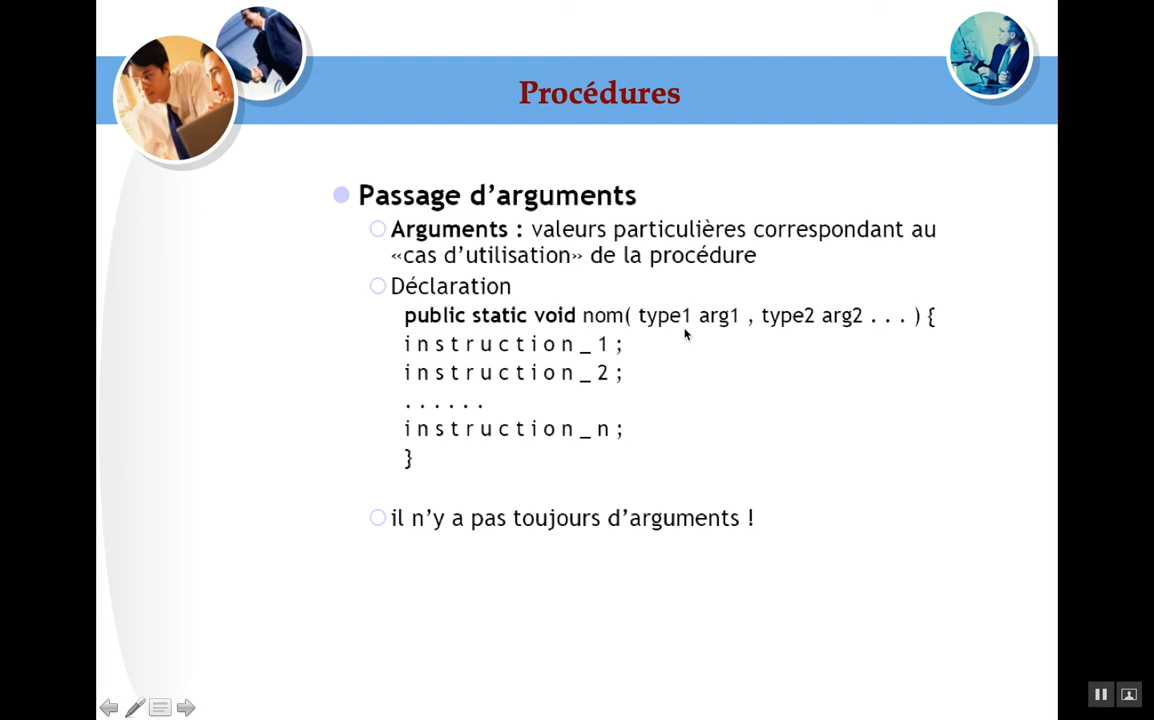 Procédures
Passage d’arguments
Arguments : valeurs particulières correspondant au
«cas d’utilisation» de la procédure
Déclaration
public static void nom( type1 arg1 , type2 arg2 . . . ) {
i n s t r u c t i o n _ 1 ;
i n s t r u c t i o n _ 2 ;
. . . . . .
i n s t r u c t i o n _ n ;
}
il n’y a pas toujours d’arguments !